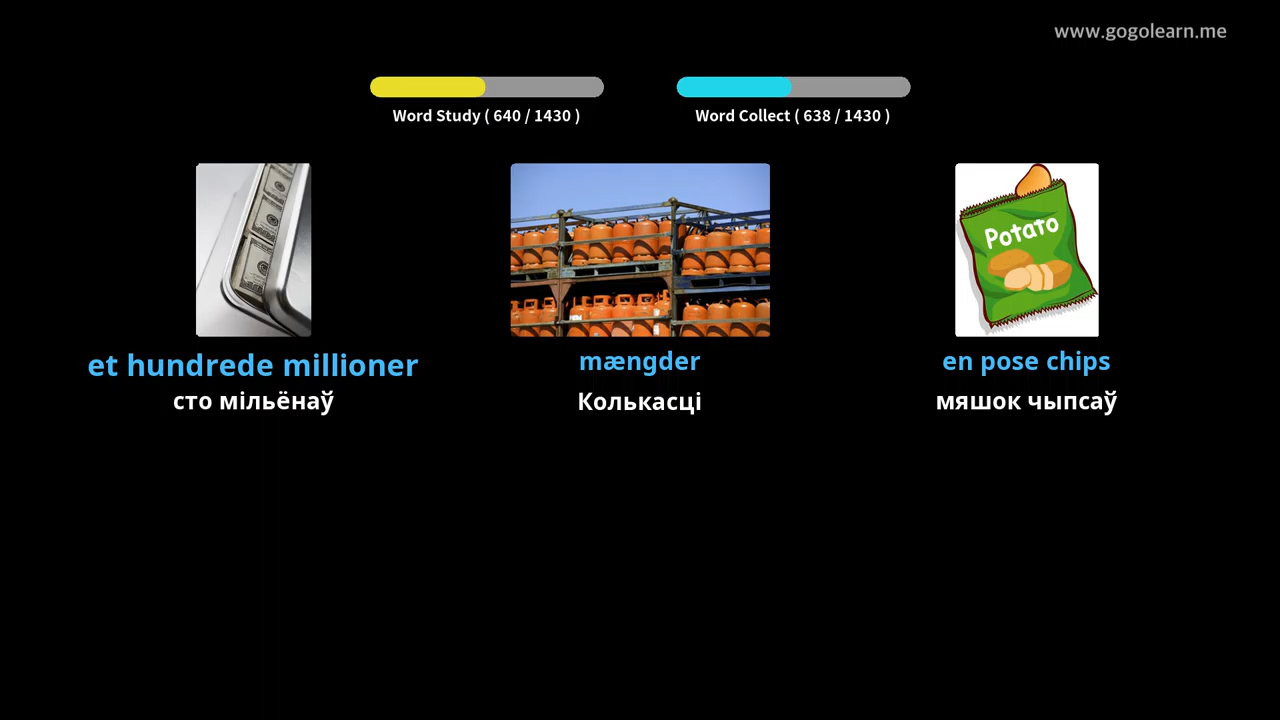 www.gogolearn.me
Word Study ( 640 / 1430 )
Word Collect ( 638 / 1430 )
Potato
et hundrede millioner
сто мільёнаў
mængder
Колькасці
en pose chips
мяшок чыпсаў